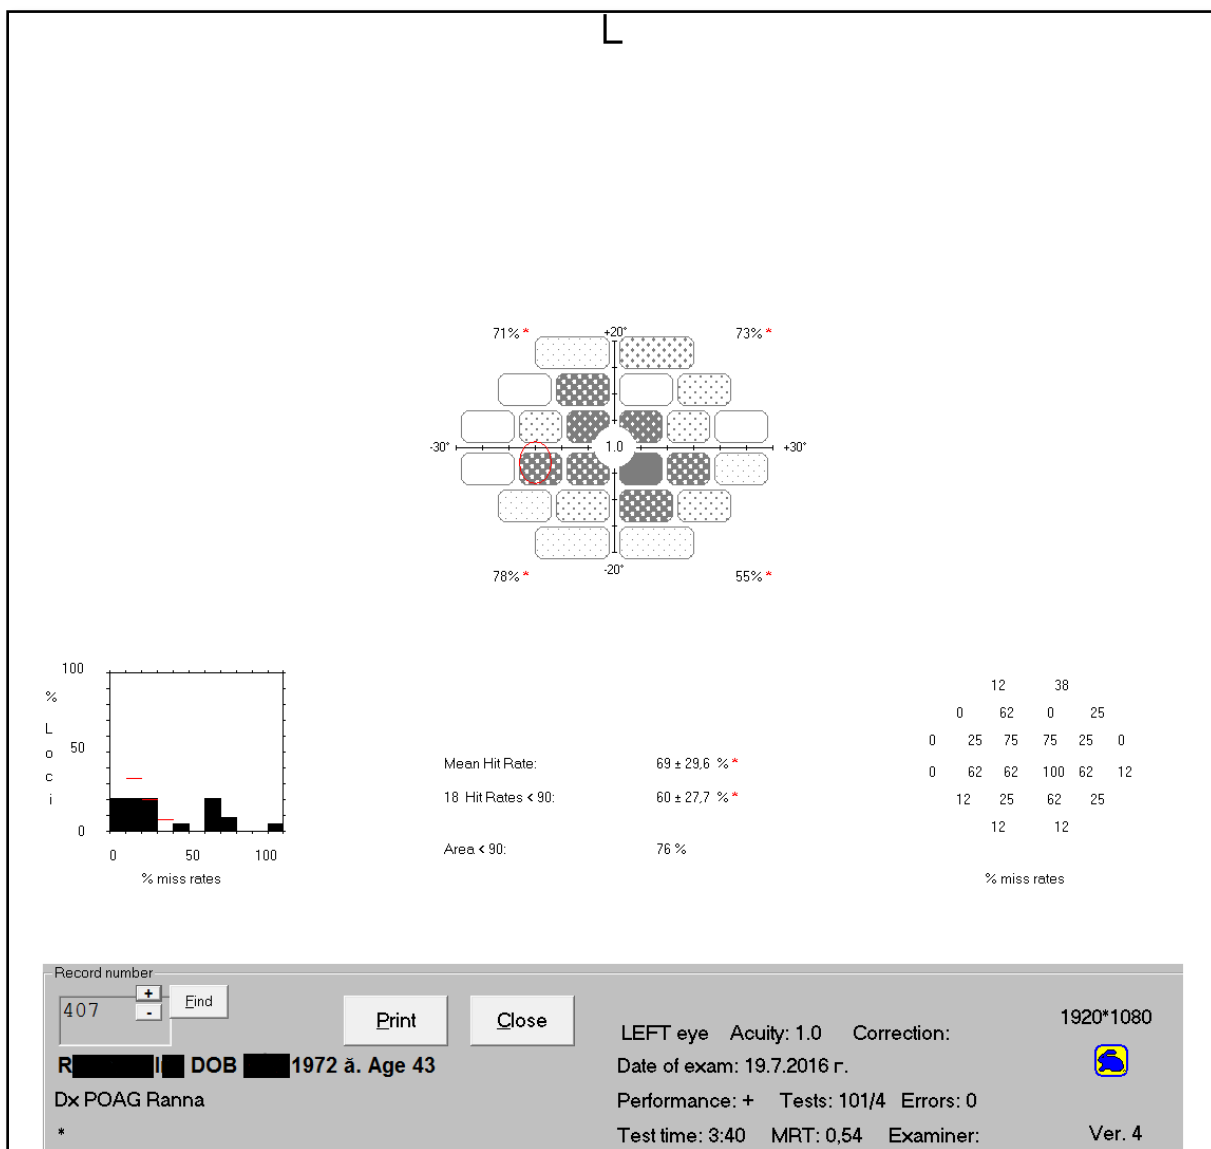 L
71% * +20° 73% *
-30° 1.0 +30°
78% * -20° 55% *
100
%
L
o
c
i
50
0
0 50 100
% miss rates
Mean Hit Rate: 69 ± 29,6 % *
18 Hit Rates < 90: 60 ± 27,7 % *
Area < 90: 76 %
12 38
0 62 0 25
0 25 75 75 25 0
0 62 62 100 62 12
12 25 62 25
12 12
% miss rates
Record number
407 + - Find
Print Close
R I DOB 1972 ă. Age 43
Dx POAG Ranna
*
LEFT eye Acuity: 1.0 Correction:
Date of exam: 19.7.2016 г.
Performance: + Tests: 101/4 Errors: 0
Test time: 3:40 MRT: 0,54 Examiner:
1920*1080
Ver. 4